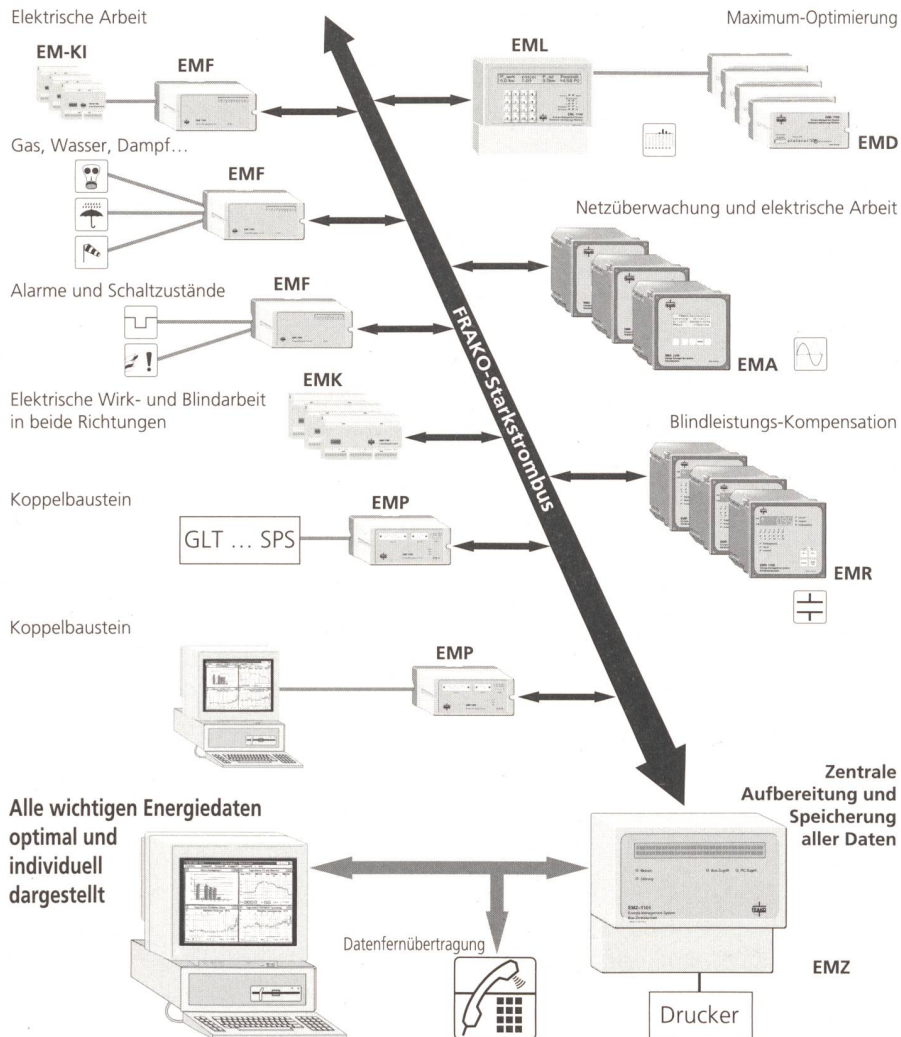 Elektrische Arbeit
EM-KI
EMF
EML
Maximum-Optimierung
EMD
Gas, Wasser, Dampf...
EMF
Netzüberwachung und elektrische Arbeit
EMA
Alarme und Schaltzustände
EMF
FRAKO-Starkstrombus
Elektrische Wirk- und Blindarbeit
in beide Richtungen
EMK
Blindleistungs-Kompensation
EMR
Koppelbaustein
GLT ... SPS
EMP
Koppelbaustein
EMP
Zentrale
Aufbereitung und
Speicherung
aller Daten
Alle wichtigen Energiedaten
optimal und
individuell
dargestellt
Datenfernübertragung
EMZ
Drucker